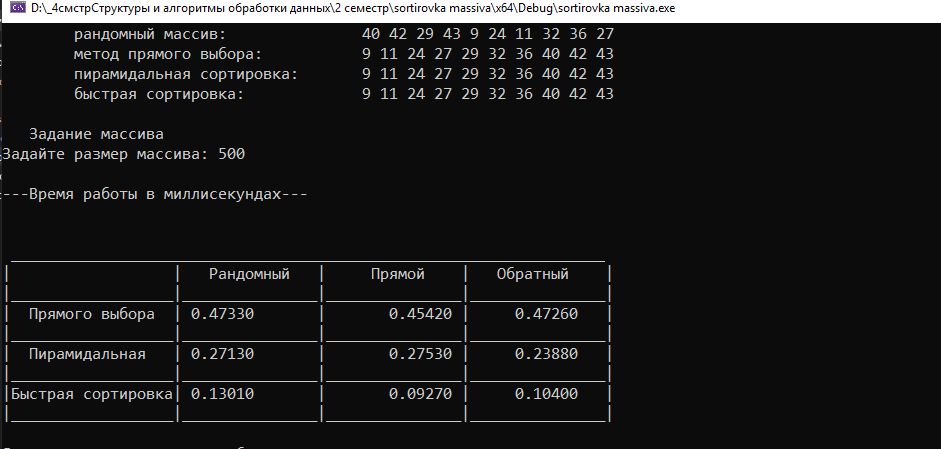 D:\_4смстрСтруктуры и алгоритмы обработки данных\2 семестр\sortirovka massiva\x64\Debug\sortirovka massiva.exe
рандомный массив: 40 42 29 43 9 24 11 32 36 27
метод прямого выбора: 9 11 24 27 29 32 36 40 42 43
пирамидальная сортировка: 9 11 24 27 29 32 36 40 42 43
быстрая сортировка: 9 11 24 27 29 32 36 40 42 43
Задание массива
Задайте размер массива: 500
---Время работы в миллисекундах---
Рандомный | Прямой | Обратный
Прямого выбора | 0.47330 | 0.45420 | 0.47260
Пирамидальная | 0.27130 | 0.27530 | 0.23880
Быстрая сортировка| 0.13010 | 0.09270 | 0.10400